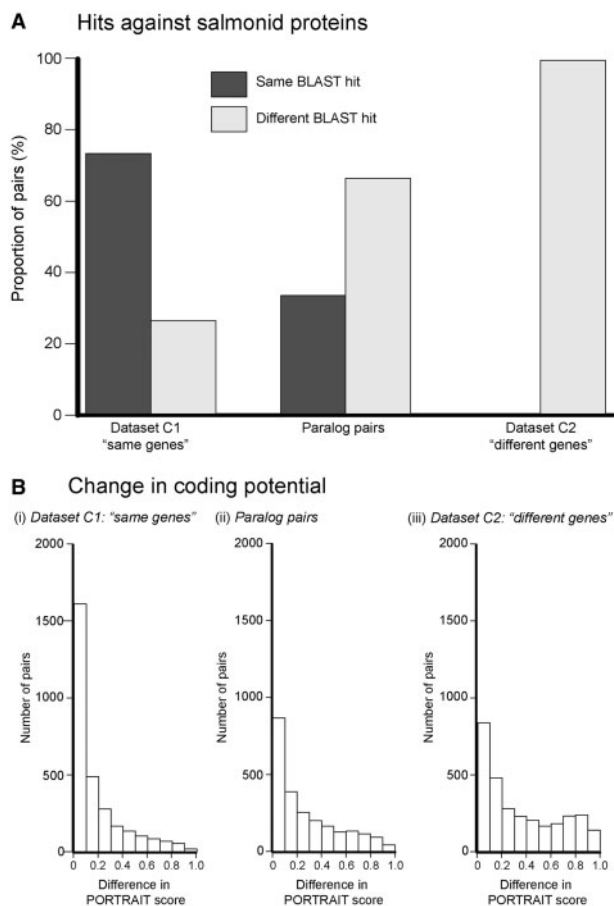 A Hits against salmonid proteins
Proportion of pairs (%)
100
80
60
40
20
0
Same BLAST hit
Different BLAST hit
Dataset C1
"same genes"
Paralog pairs
Dataset C2
"different genes"
B Change in coding potential
(i) Dataset C1: "same genes"
Number of pairs
2000
1500
1000
500
0
0 0.2 0.4 0.6 0.8 1.0
Difference in
PORTRAIT score
(ii) Paralog pairs
Number of pairs
2000
1500
1000
500
0
0 0.2 0.4 0.6 0.8 1.0
Difference in
PORTRAIT score
(iii) Dataset C2: "different genes"
Number of pairs
2000
1500
1000
500
0
0 0.2 0.4 0.6 0.8 1.0
Difference in
PORTRAIT score